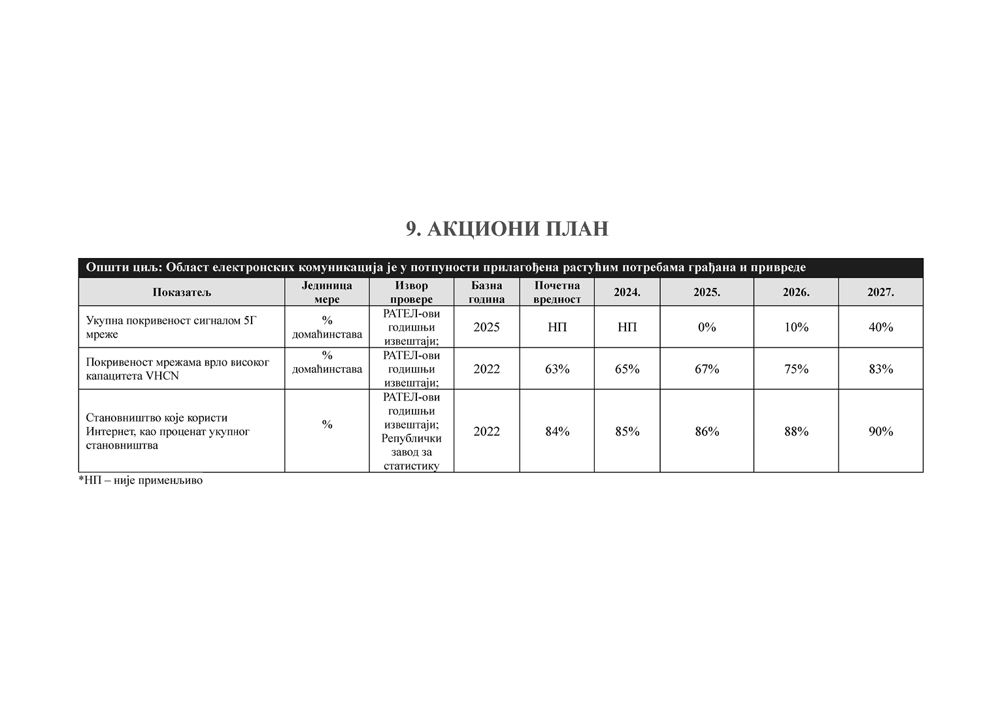 9. АКЦИОНИ ПЛАН
Општи циљ: Област електронских комуникација је у потпуности прилагођена растућим потребама грађана и привреде
Показатељ
Јединица
мере
Извор
провере
Базна
година
Почетна
вредност
2024.
2025.
2026.
2027.
Укупна покривеност сигналом 5Г
мреже
%
домаћинстава
РАТЕЛ-ови
годишњи
извештаји;
2025
НП
НП
0%
10%
40%
Покривеност мрежама врло високог
капацитета VHCN
%
домаћинстава
РАТЕЛ-ови
годишњи
извештаји;
2022
63%
65%
67%
75%
83%
Становништво које користи
Интернет, као проценат укупног
становништва
%
РАТЕЛ-ови
годишњи
извештаји;
Републички
завод за
статистику
2022
84%
85%
86%
88%
90%
*НП – није применљиво